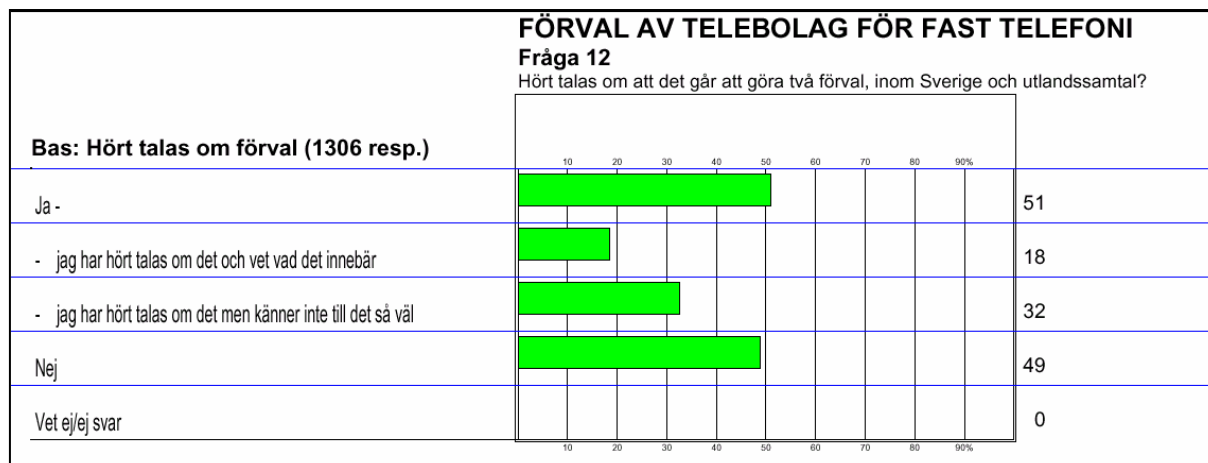 FÖRVAL AV TELEBOLAG FÖR FAST TELEFONI
Fråga 12
Hört talas om att det går att göra två förval, inom Sverige och utlandssamtal?
Bas: Hört talas om förval (1306 resp.)
10 20 30 40 50 60 70 80 90%
Ja - 51
- jag har hört talas om det och vet vad det innebär 18
- jag har hört talas om det men känner inte till det så väl 32
Nej 49
Vet ej/ej svar 0
10 20 30 40 50 60 70 80 90%